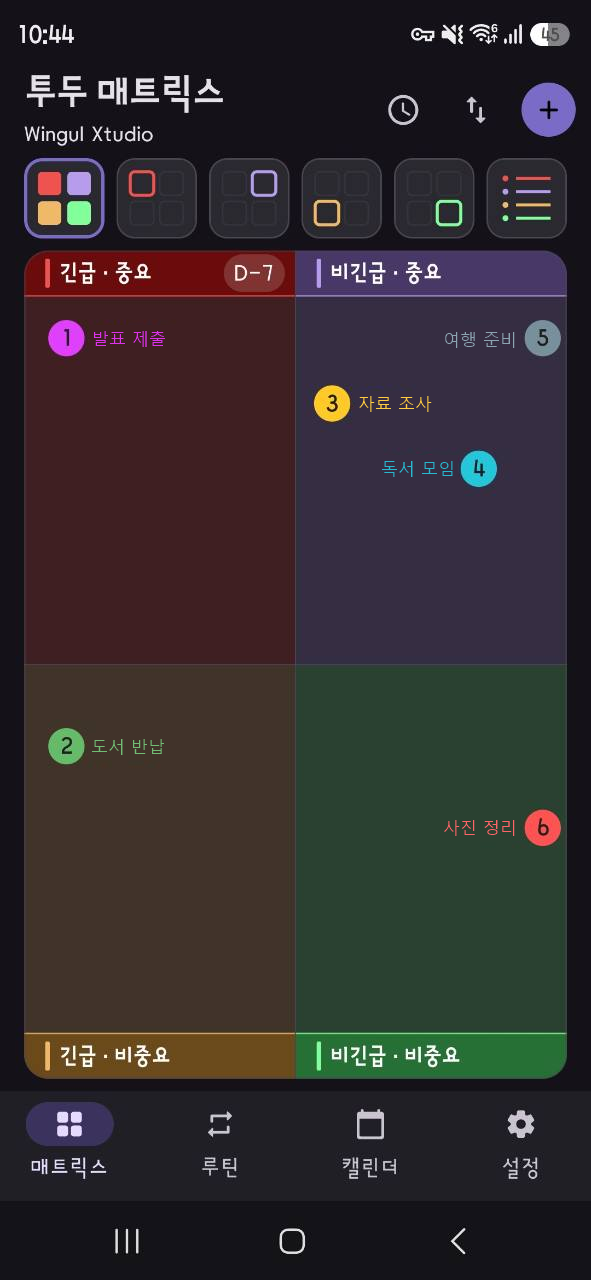 10:44
6
45
투두 매트릭스
Wingul Xtudio
긴급 · 중요
D-7
비긴급 · 중요
1 발표 제출
여행 준비 5
3 자료 조사
독서 모임 4
2 도서 반납
사진 정리 6
긴급 · 비중요
비긴급 · 비중요
매트릭스
루틴
캘린더
설정